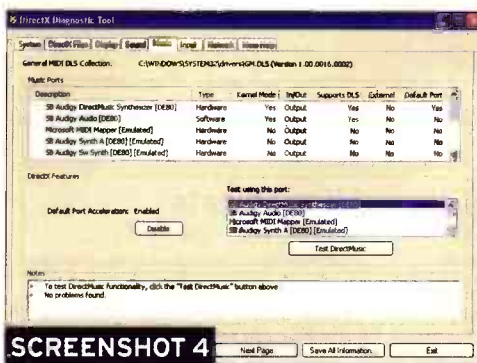 DirectX Diagnostic Tool
System DirectX Files Display Sound Music Input Network More Help
General MIDI DLS Collection: C:\WINDOWS\SYSTEM32\drivers\GM.DLS (Version 1.00.0016.0002)
Music Ports
Description Type Kernel Mode In/Out Supports DLS External Default Port
SB Audigy DirectMusic Synthesizer [DE80] Hardware Yes Output Yes No Yes
SB Audigy Audio [DE80] Software Yes Output Yes No No
Microsoft MIDI Mapper [Emulated] Hardware No Output No No No
SB Audigy Synth A [DE80] [Emulated] Hardware No Output No No No
SB Audigy Sw Synth [DE80] [Emulated] Hardware No Output No No No
DirectX Features
Test using this port:
Default Port Acceleration: Enabled
Disable
SB Audigy DirectMusic Synthesizer [DE80]
SB Audigy Audio [DE80]
Microsoft MIDI Mapper [Emulated]
SB Audigy Synth A [DE80] [Emulated]
Test DirectMusic
Notes
To test DirectMusic functionality, click the "Test DirectMusic" button above
No problems found.
SCREENSHOT 4
Next Page Save All Information Exit